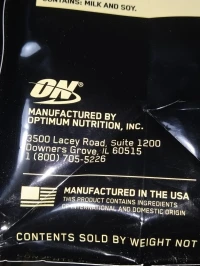 CONTAINS: MILK AND SOY.
ON
MANUFACTURED BY
OPTIMUM NUTRITION, INC.
3500 Lacey Road, Suite 1200
Downers Grove, IL 60515
1 (800) 705-5226
MANUFACTURED IN THE USA
THIS PRODUCT CONTAINS INGREDIENTS
OF INTERNATIONAL AND DOMESTIC ORIGIN
CONTENTS SOLD BY WEIGHT NOT